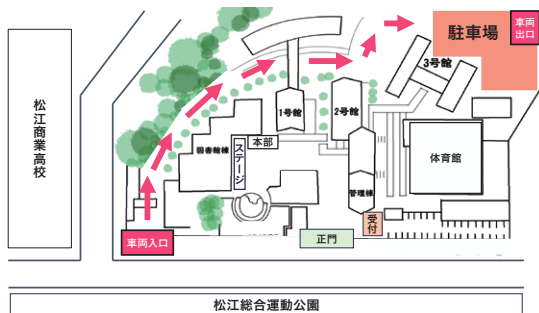 駐車場
車両
出口
3号館
1号館
2号館
松江商業高校
図書館棟
ステージ
本部
体育館
管理棟
受付
車両入口
正門
松江総合運動公園